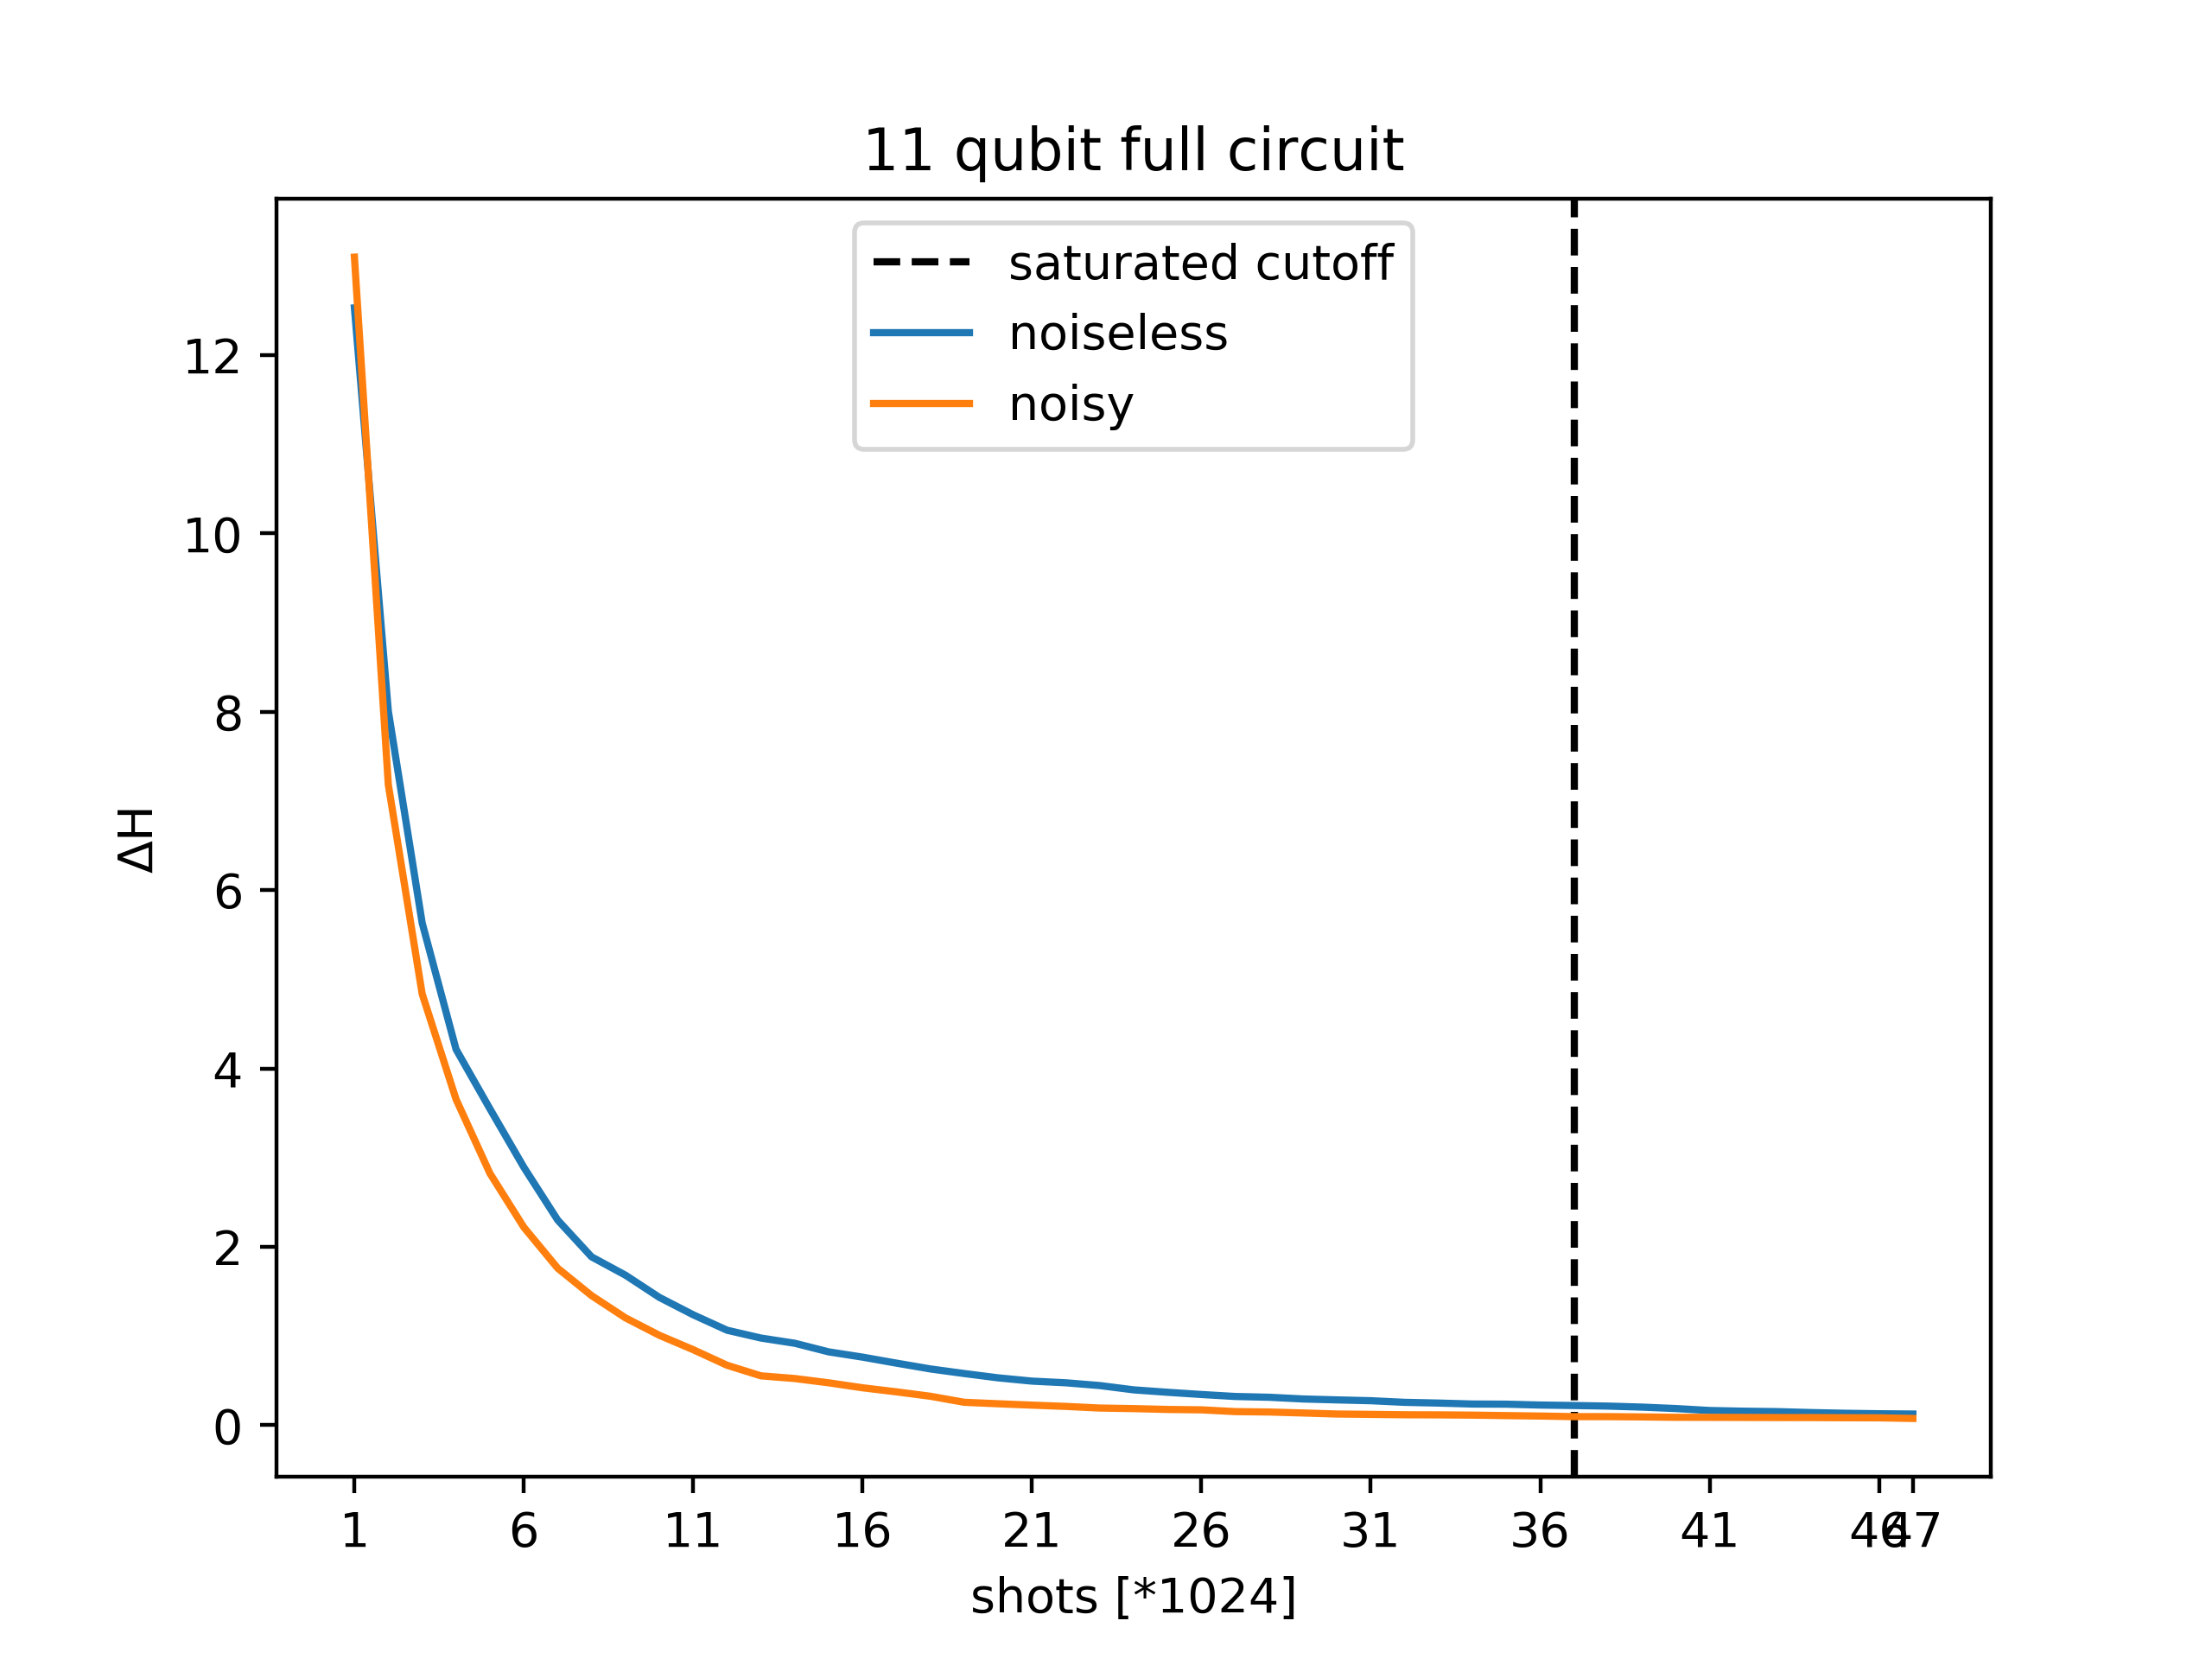 11 qubit full circuit
saturated cutoff
noiseless
noisy
12
10
8
6
4
2
0
ΔH
1 6 11 16 21 26 31 36 41 46 47
shots [*1024]